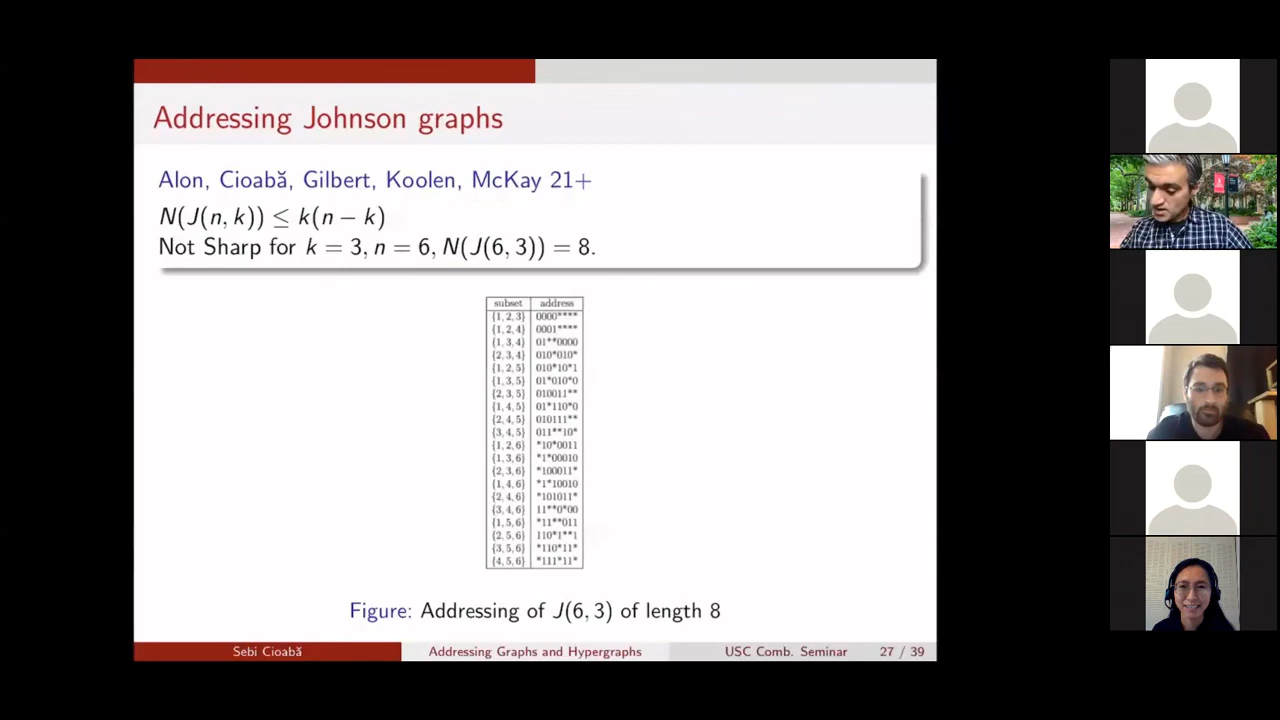 Addressing Johnson graphs
Alon, Cioabă, Gilbert, Koolen, McKay 21+
N(J(n, k)) ≤ k(n − k)
Not Sharp for k = 3, n = 6, N(J(6, 3)) = 8.
subset address
{1, 2, 3} 0000****
{1, 2, 4} 0001****
{1, 3, 4} 01**0000
{2, 3, 4} 010*010*
{1, 2, 5} 010*10*1
{1, 3, 5} 01*010*0
{2, 3, 5} 010011**
{1, 4, 5} 01*110*0
{2, 4, 5} 010111**
{3, 4, 5} 011**10*
{1, 2, 6} *10*0011
{1, 3, 6} *1*00010
{2, 3, 6} *100011*
{1, 4, 6} *1*10010
{2, 4, 6} *101011*
{3, 4, 6} 11**0*00
{1, 5, 6} *11**011
{2, 5, 6} 110*1**1
{3, 5, 6} *110*11*
{4, 5, 6} *111*11*
Figure: Addressing of J(6, 3) of length 8
Sebi Cioabă Addressing Graphs and Hypergraphs USC Comb. Seminar 27 / 39